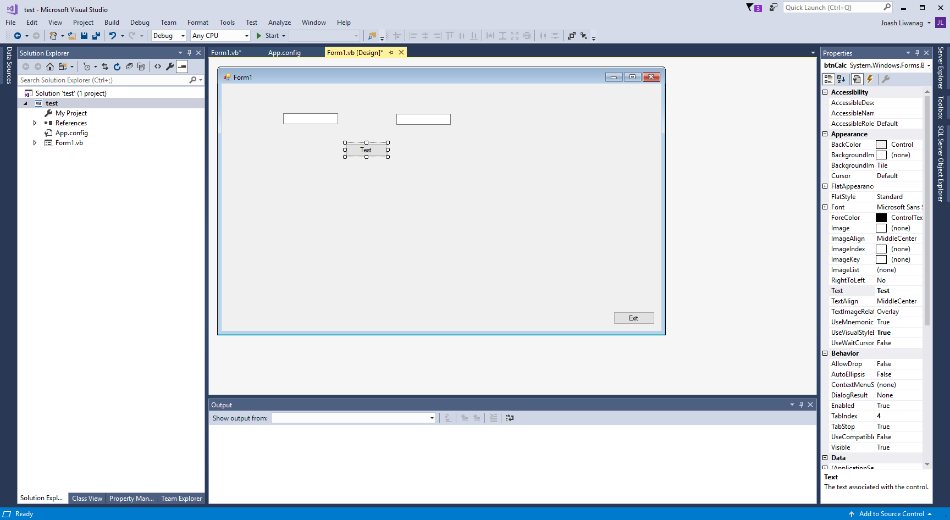 test - Microsoft Visual Studio
3
Quick Launch (Ctrl+Q)
File Edit View Project Build Debug Team Format Tools Test Analyze Window Help
Joash Liwanag
JL
Debug
Any CPU
Start
Data Sources
Solution Explorer
Search Solution Explorer (Ctrl+;)
Solution 'test' (1 project)
test
My Project
References
App.config
Form1.vb
Solution Expl... Class View Property Man... Team Explorer
Form1.vb*
App.config
Form1.vb [Design]*
Form1
Test
Exit
Output
Show output from:
Properties
btnCalc System.Windows.Forms.B
Accessibility
AccessibleDesc
AccessibleNam
AccessibleRole Default
Appearance
BackColor Control
BackgroundIm (none)
BackgroundIm Tile
Cursor Default
FlatAppearanc
FlatStyle Standard
Font Microsoft Sans S
ForeColor ControlTex
Image (none)
ImageAlign MiddleCenter
ImageIndex (none)
ImageKey (none)
ImageList (none)
RightToLeft No
Text Test
TextAlign MiddleCenter
TextImageRelat Overlay
UseMnemonic True
UseVisualStyleI True
UseWaitCursor False
Behavior
AllowDrop False
AutoEllipsis False
ContextMenuS (none)
DialogResult None
Enabled True
TabIndex 4
TabStop True
UseCompatible False
Visible True
Data
(ApplicationSe
Text
The text associated with the control.
Server Explorer
Toolbox
SQL Server Object Explorer
Ready
Add to Source Control